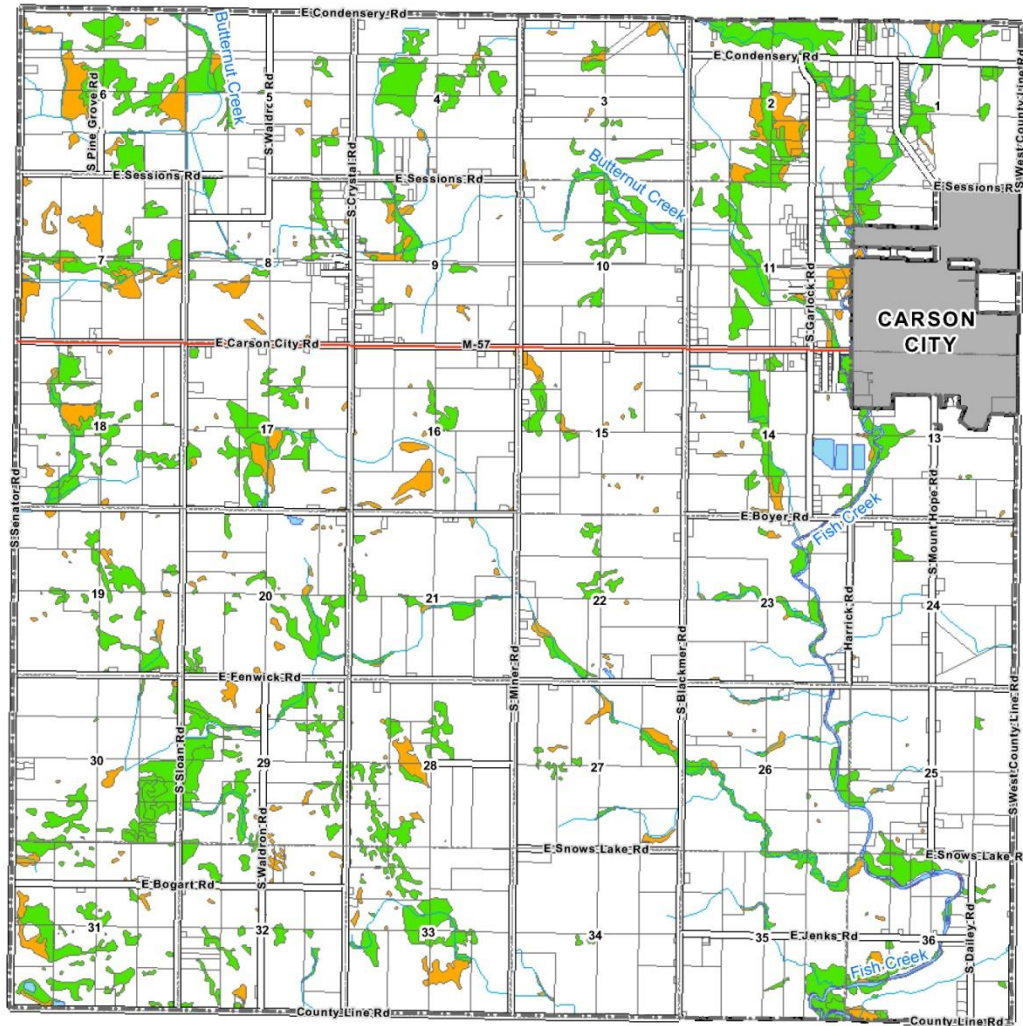 E Condensery Rd
Butternut Creek
E Condensery Rd
S Pine Grove Rd
S Waldron Rd
6
5
4
3
2
1
S West County Line Rd
S Crystal Rd
E Sessions Rd
E Sessions Rd
Butternut Creek
E Sessions R
7
8
9
10
11
S Garlock Rd
CARSON
CITY
E Carson City Rd
M-57
18
17
16
15
14
13
S Senator Rd
S Mount Hope Rd
E Boyer Rd
Fish Creek
19
20
21
22
23
24
Harrick Rd
S Miner Rd
S Blackmer Rd
E Fenwick Rd
S Sloan Rd
30
29
28
27
26
25
S West County Line Rd
S Waldron Rd
E Snows Lake Rd
E Snows Lake R
E Bogart Rd
31
32
33
34
35
E Jenks Rd
36
S Dailey Rd
Fish Creek
County Line Rd
County Line Rd